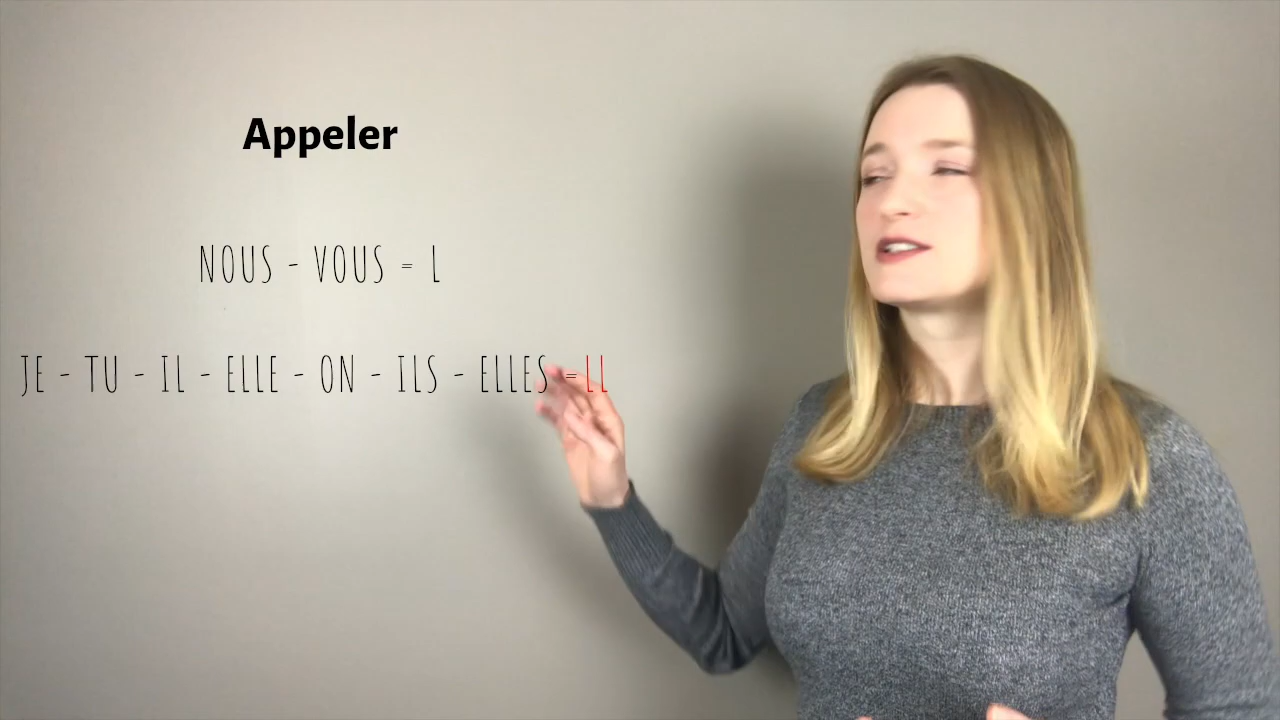 Appeler
NOUS - VOUS = L
JE - TU - IL - ELLE - ON - ILS - ELLES = LL